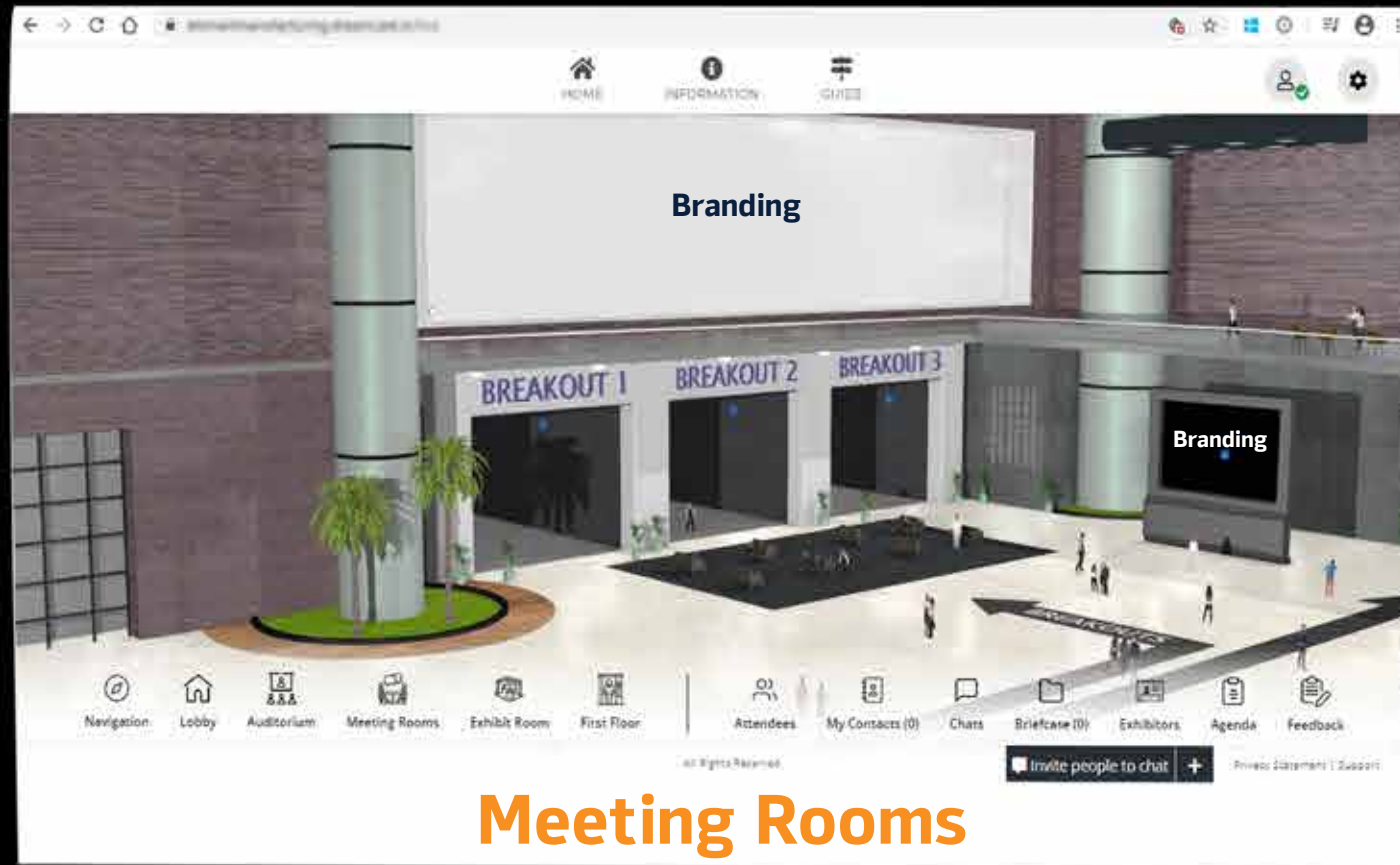 HOME INFORMATION GUIDE
Branding
BREAKOUT 1 BREAKOUT 2 BREAKOUT 3
Branding
Navigation Lobby Auditorium Meeting Rooms Exhibit Room First Floor Attendees My Contacts (0) Chats Briefcase (0) Exhibitors Agenda Feedback
All Rights Reserved
Invite people to chat +
Privacy Statement | Support
Meeting Rooms